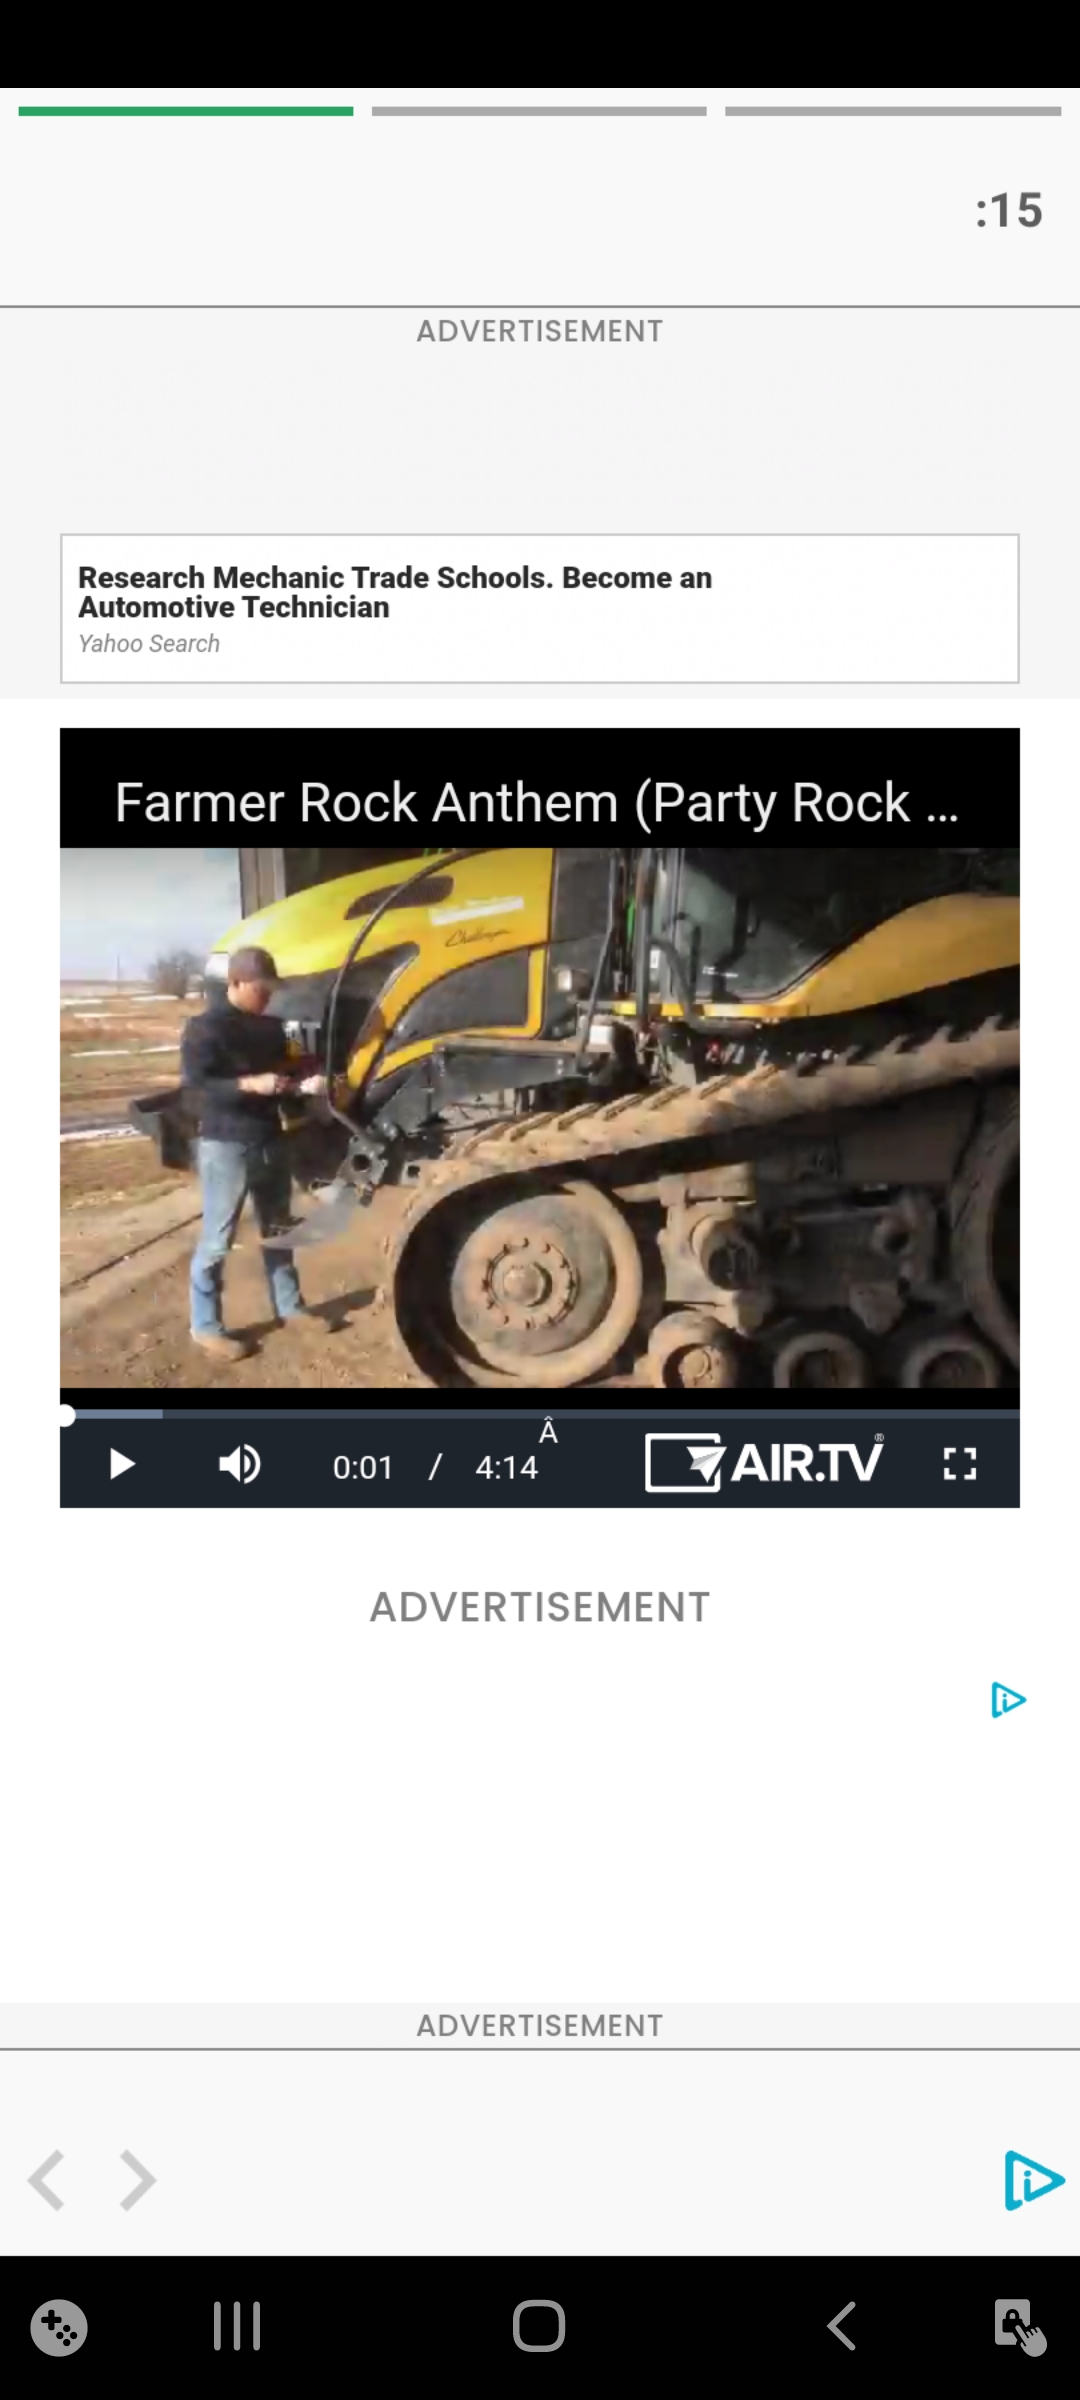 :15
ADVERTISEMENT
Research Mechanic Trade Schools. Become an
Automotive Technician
Yahoo Search
Farmer Rock Anthem (Party Rock ...
Challenger
0:01 / 4:14
Â
AIR.TV®
ADVERTISEMENT
ADVERTISEMENT